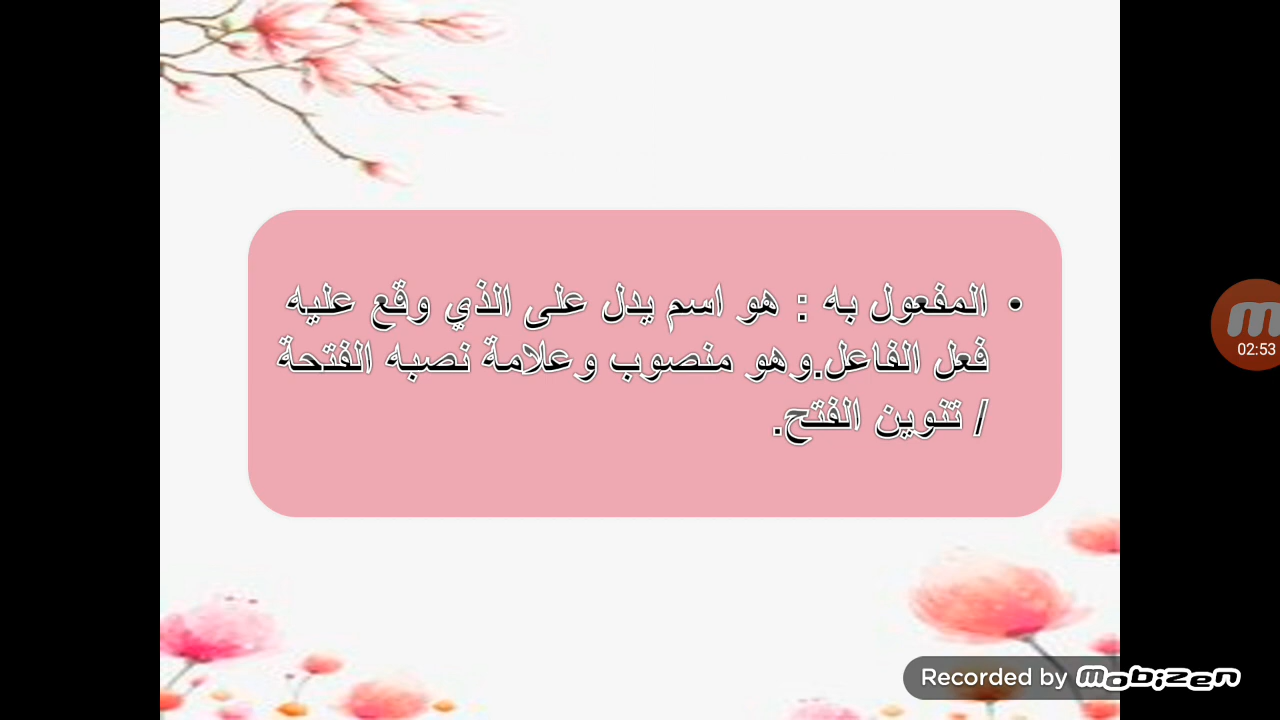 • المفعول به : هو اسم يدل على الذي وقع عليه
فعل الفاعل.وهو منصوب وعلامة نصبه الفتحة
/ تنوين الفتح.
02:53
Recorded by mobizen